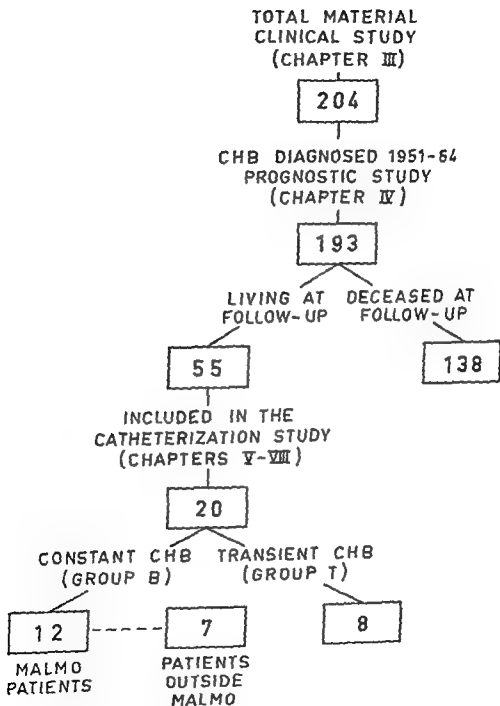 TOTAL MATERIAL
CLINICAL STUDY
(CHAPTER III)
204
CHB DIAGNOSED 1951-64
PROGNOSTIC STUDY
(CHAPTER IV)
193
LIVING AT
FOLLOW-UP
DECEASED AT
FOLLOW-UP
55
138
INCLUDED IN THE
CATHETERIZATION STUDY
(CHAPTERS V-VIII)
20
CONSTANT CHB
(GROUP B)
TRANSIENT CHB
(GROUP T)
12
7
8
MALMO
PATIENTS
PATIENTS
OUTSIDE
MALMO